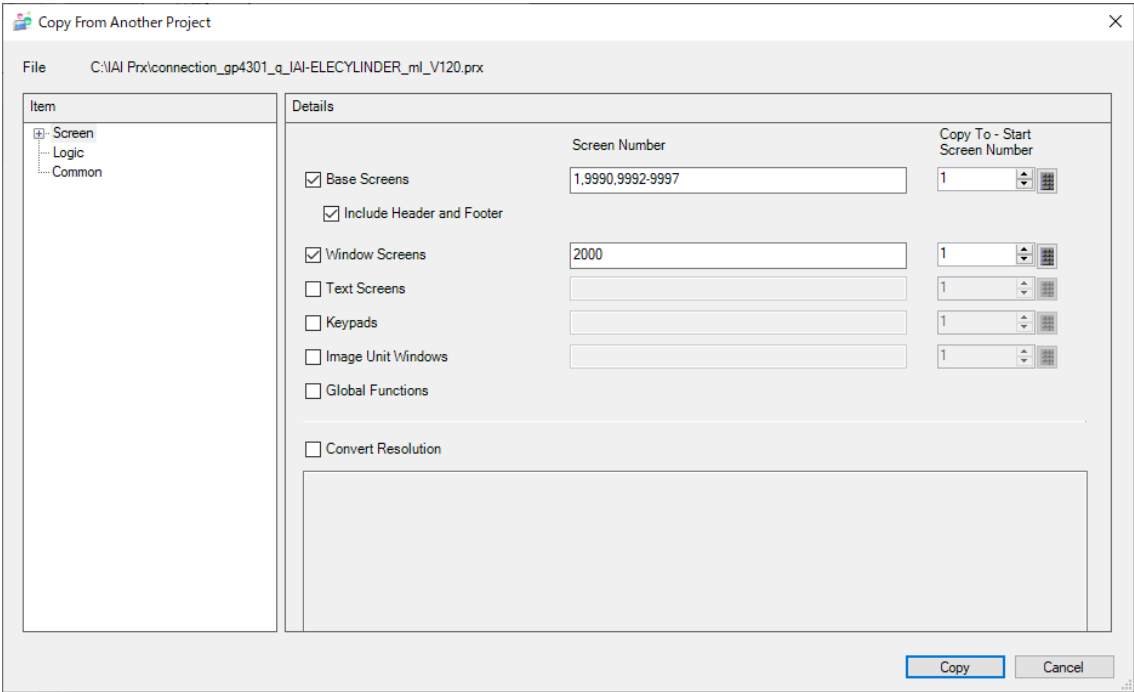 Copy From Another Project
File C:\IAI Prx\connection_gp4301_q_IAI-ELECYLINDER_ml_V120.prx
Item
Screen
Logic
Common
Details
Screen Number
Copy To - Start
Screen Number
Base Screens 1,9990,9992-9997 1
Include Header and Footer
Window Screens 2000 1
Text Screens 1
Keypads 1
Image Unit Windows 1
Global Functions
Convert Resolution
Copy Cancel